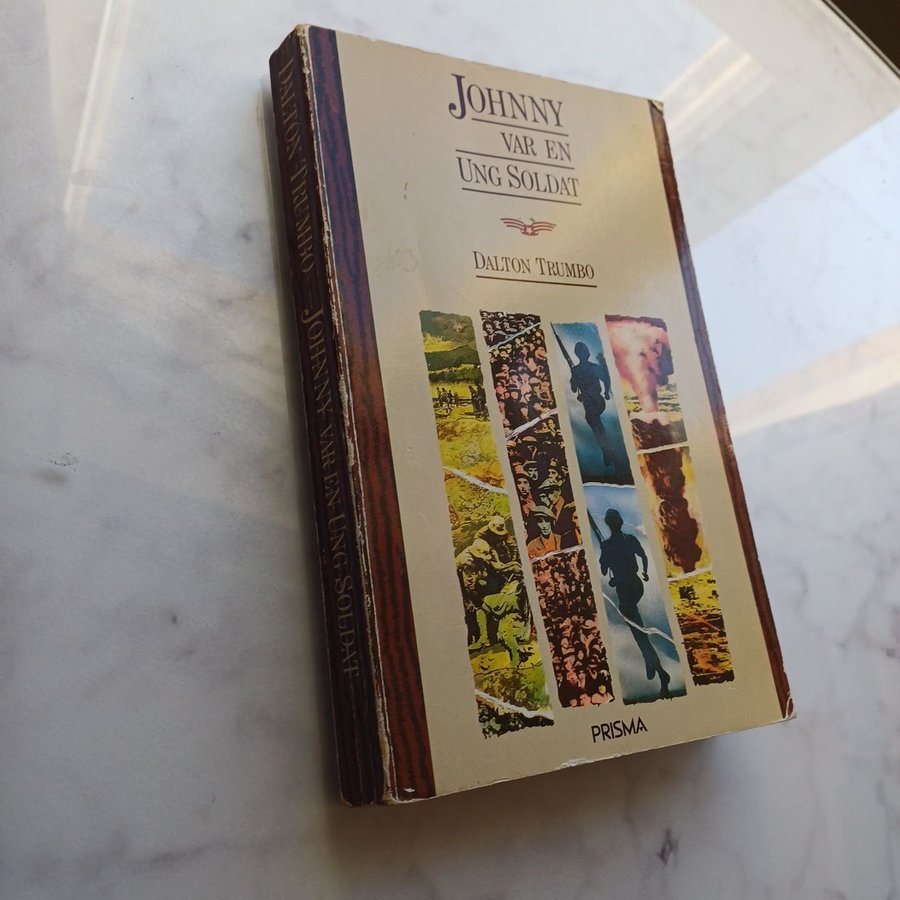 JOHNNY
VAR EN
UNG SOLDAT
DALTON TRUMBO
PRISMA
DALTON TRUMBO – JOHNNY VAR EN UNG SOLDAT